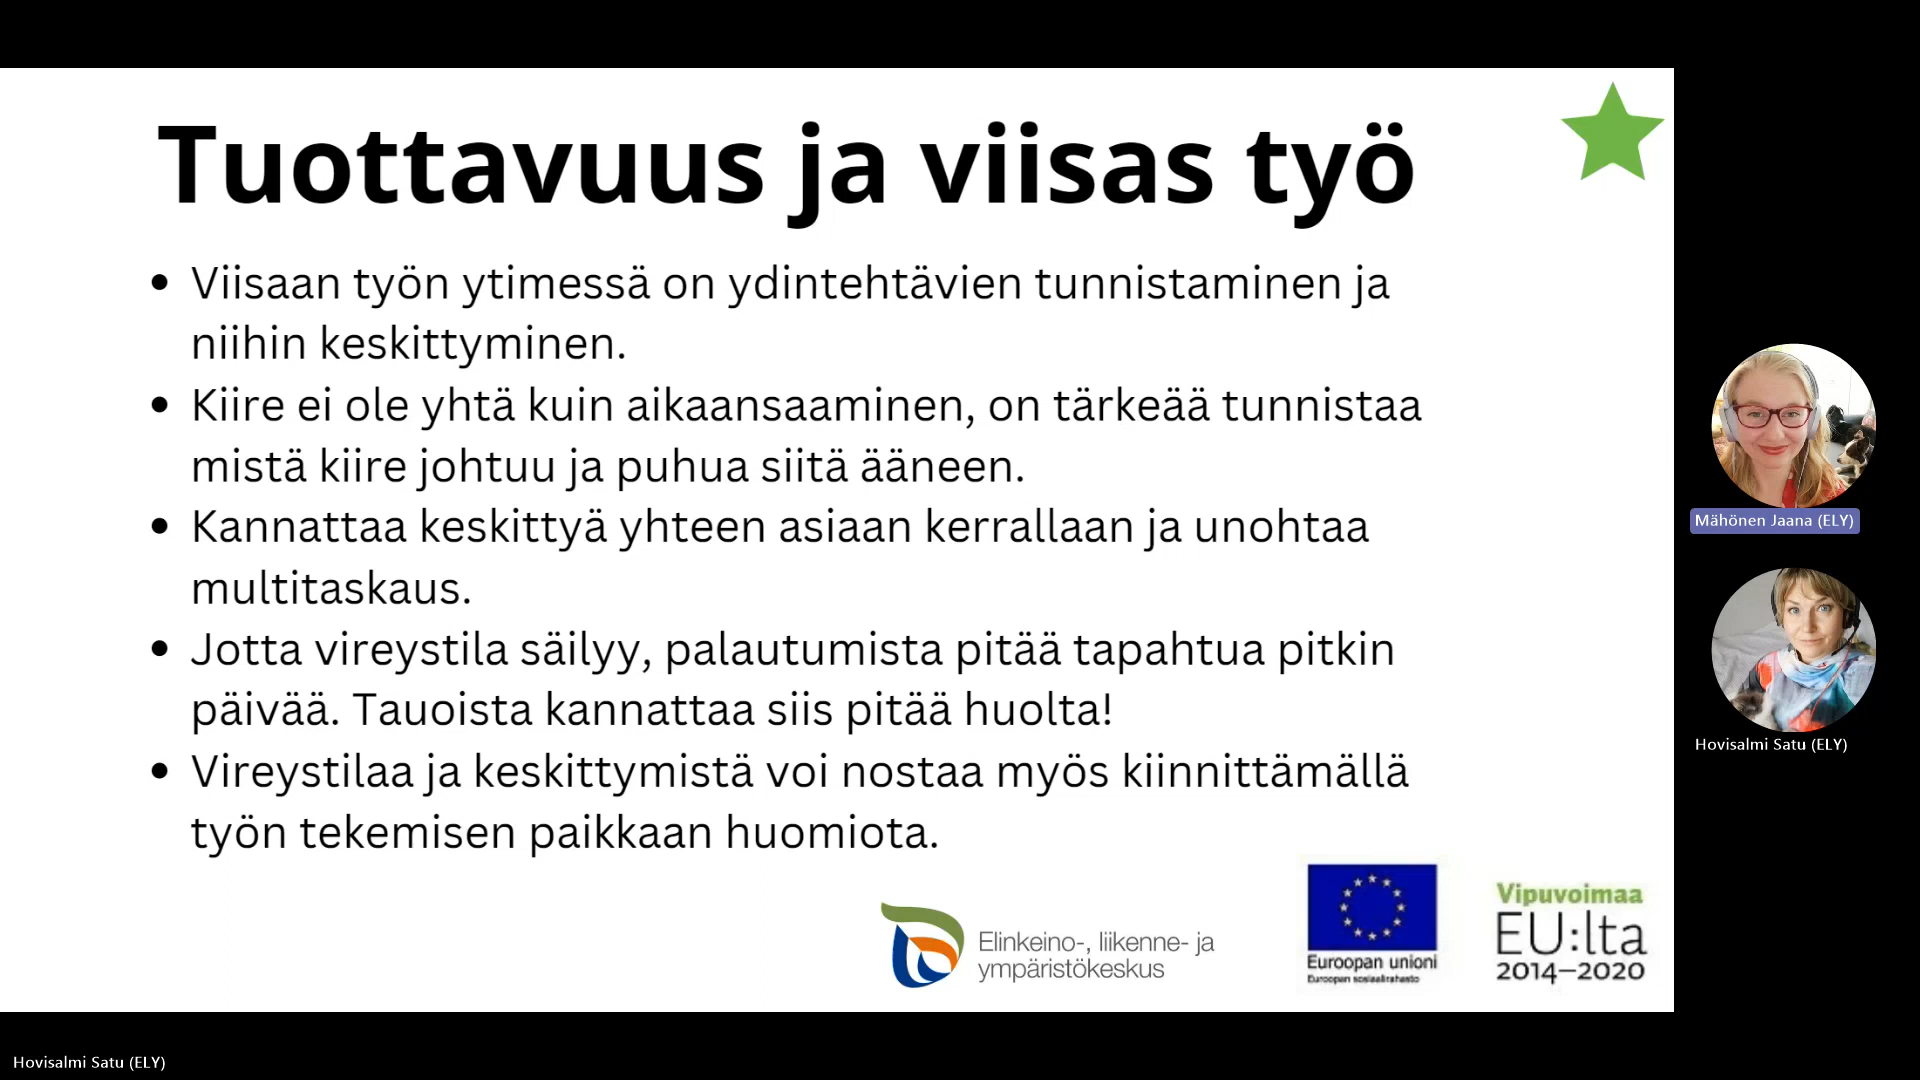 Tuottavuus ja viisas työ
• Viisaan työn ytimessä on ydintehtävien tunnistaminen ja
niihin keskittyminen.
• Kiire ei ole yhtä kuin aikaansaaminen, on tärkeää tunnistaa
mistä kiire johtuu ja puhua siitä ääneen.
• Kannattaa keskittyä yhteen asiaan kerrallaan ja unohtaa
multitaskaus.
• Jotta vireystila säilyy, palautumista pitää tapahtua pitkin
päivää. Tauoista kannattaa siis pitää huolta!
• Vireystilaa ja keskittymistä voi nostaa myös kiinnittämällä
työn tekemisen paikkaan huomiota.
Elinkeino-, liikenne- ja
ympäristökeskus
Euroopan unioni
Euroopan sosiaalirahasto
Vipuvoimaa
EU:lta
2014–2020
Mähönen Jaana (ELY)
Hovisalmi Satu (ELY)
Hovisalmi Satu (ELY)